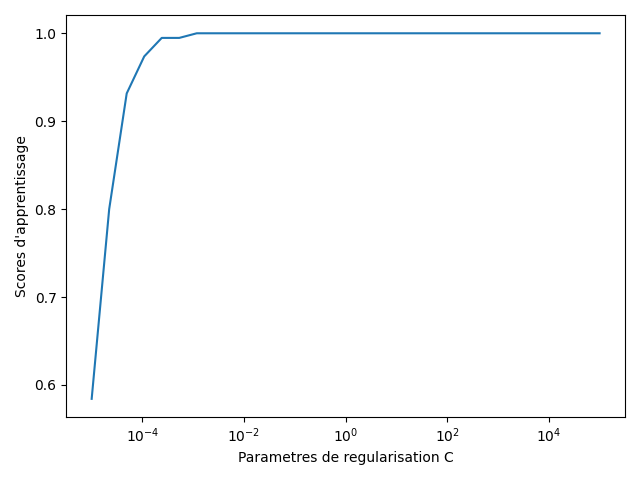 1.0
0.9
0.8
0.7
0.6
Scores d'apprentissage
10⁻⁴ 10⁻² 10⁰ 10² 10⁴
Parametres de regularisation C